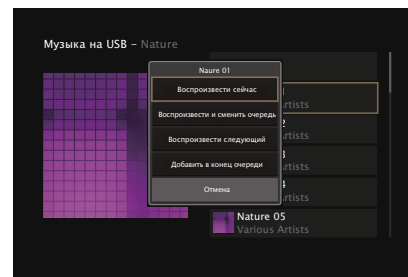 Музыка на USB – Nature
Naure 01
Воспроизвести сейчас
Воспроизвести и сменить очередь
Воспроизвести следующий
Добавить в конец очереди
Отмена
Artists
Nature 05
Various Artists